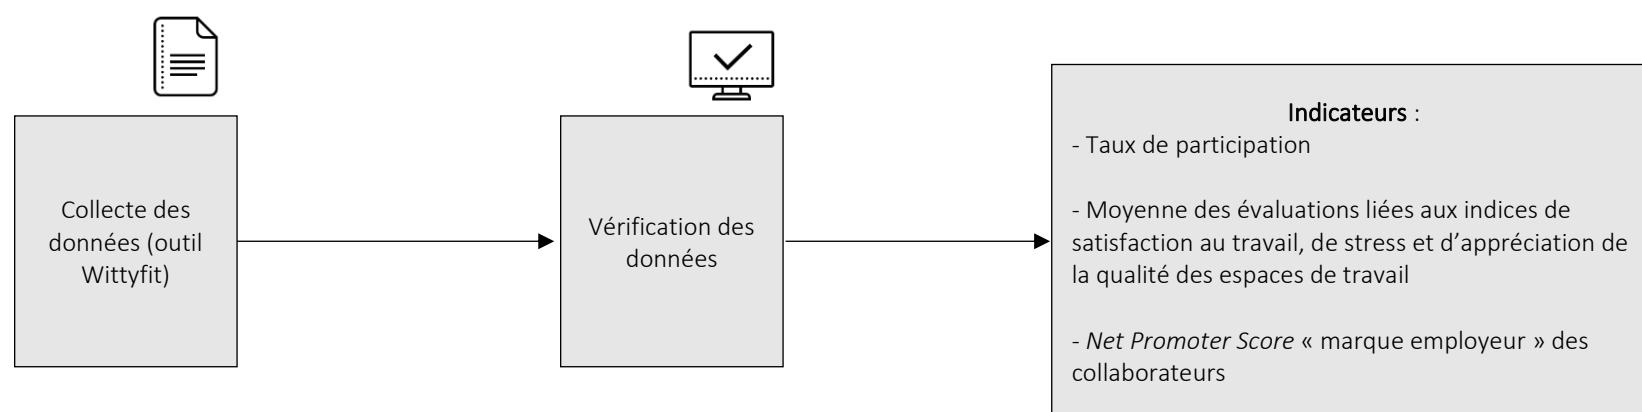 Collecte des
données (outil
Wittyfit)
Vérification des
données
Indicateurs :
- Taux de participation
- Moyenne des évaluations liées aux indices de
satisfaction au travail, de stress et d’appréciation de
la qualité des espaces de travail
- Net Promoter Score « marque employeur » des
collaborateurs